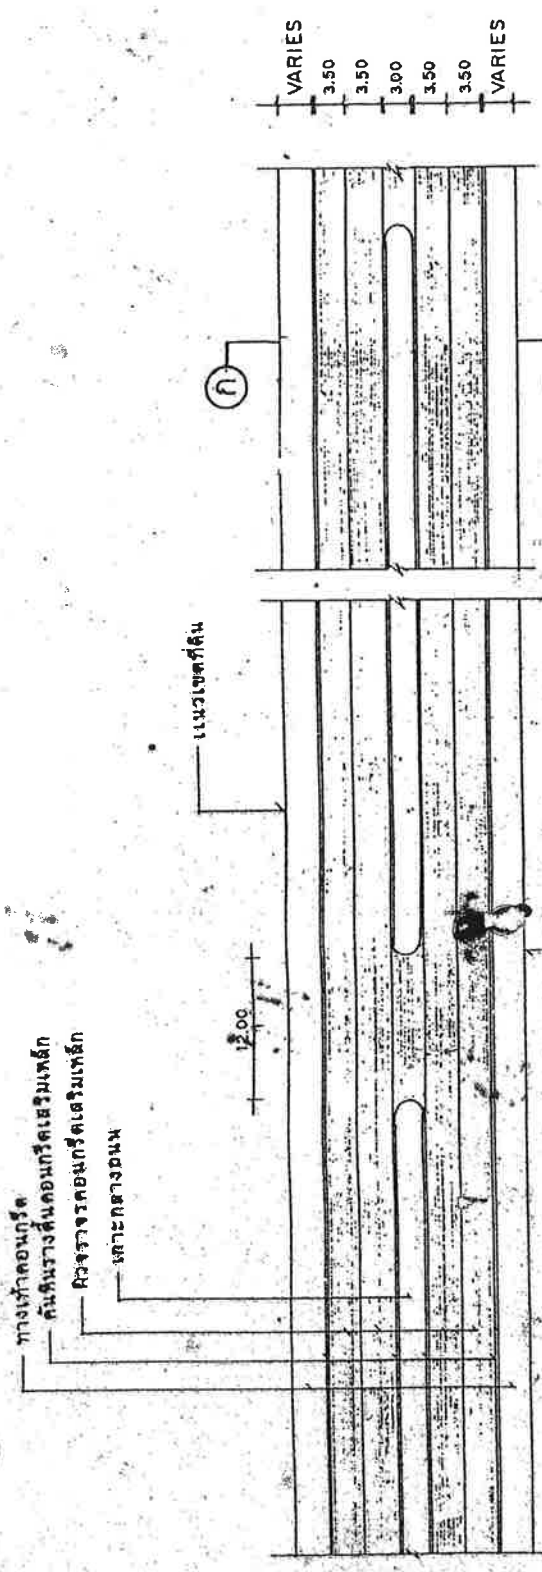 ทางเท้าคอนกรีต
คันหินรางตื้นคอนกรีตเสริมเหล็ก
ผิวจราจรคอนกรีตเสริมเหล็ก
เกาะกลางถนน
12.00
แนวเขตที่ดิน
ก
VARIES
3.50
3.50
3.00
3.50
3.50
VARIES